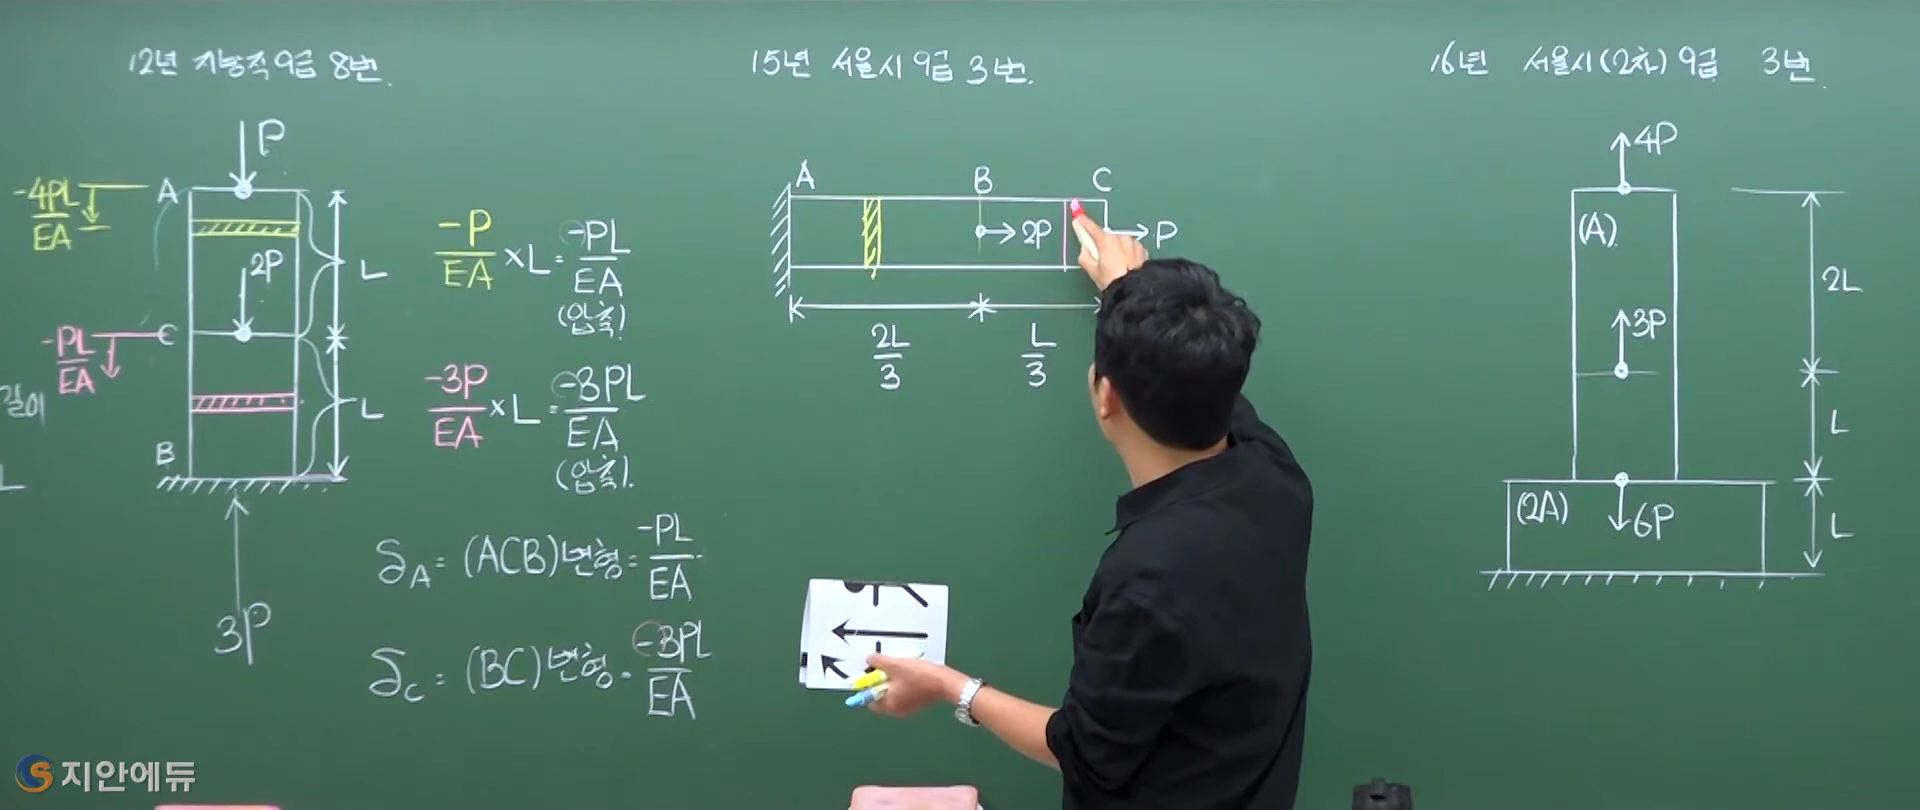 12년 지방직 9급 8번.
P
-4PL/EA
A
2P
L
-PL/EA
C
L
B
3P
길이
L
-P/EA × L = -PL/EA
(압축)
-3P/EA × L = -3PL/EA
(압축).
δA = (ACB)변형 = -PL/EA
δC = (BC)변형 = -3PL/EA
15년 서울시 9급 3번.
A B C
2P
P
2L/3
L/3
16년 서울시(2차) 9급 3번.
4P
(A)
2L
3P
L
(2A)
6P
L
지안에듀